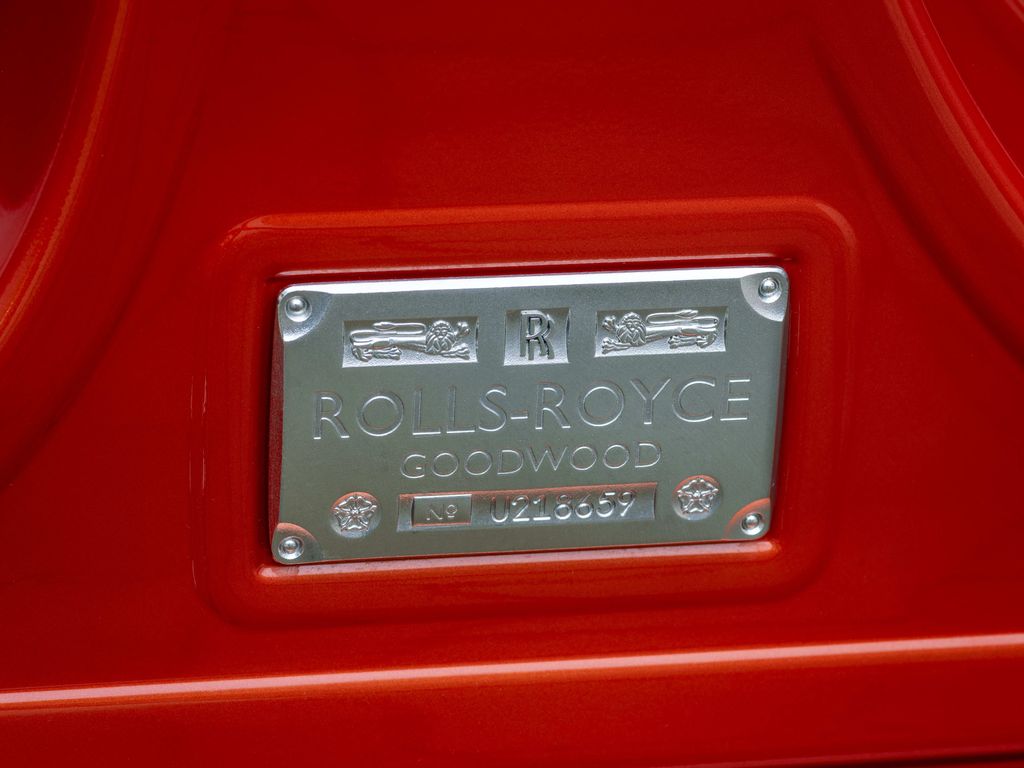 RR
ROLLS-ROYCE
GOODWOOD
Nº U218659